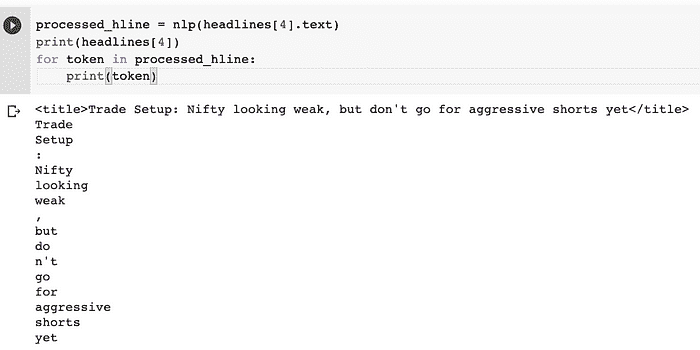 processed_hline = nlp(headlines[4].text)
print(headlines[4])
for token in processed_hline:
    print(token)
<title>Trade Setup: Nifty looking weak, but don't go for aggressive shorts yet</title>
Trade
Setup
:
Nifty
looking
weak
,
but
do
n't
go
for
aggressive
shorts
yet